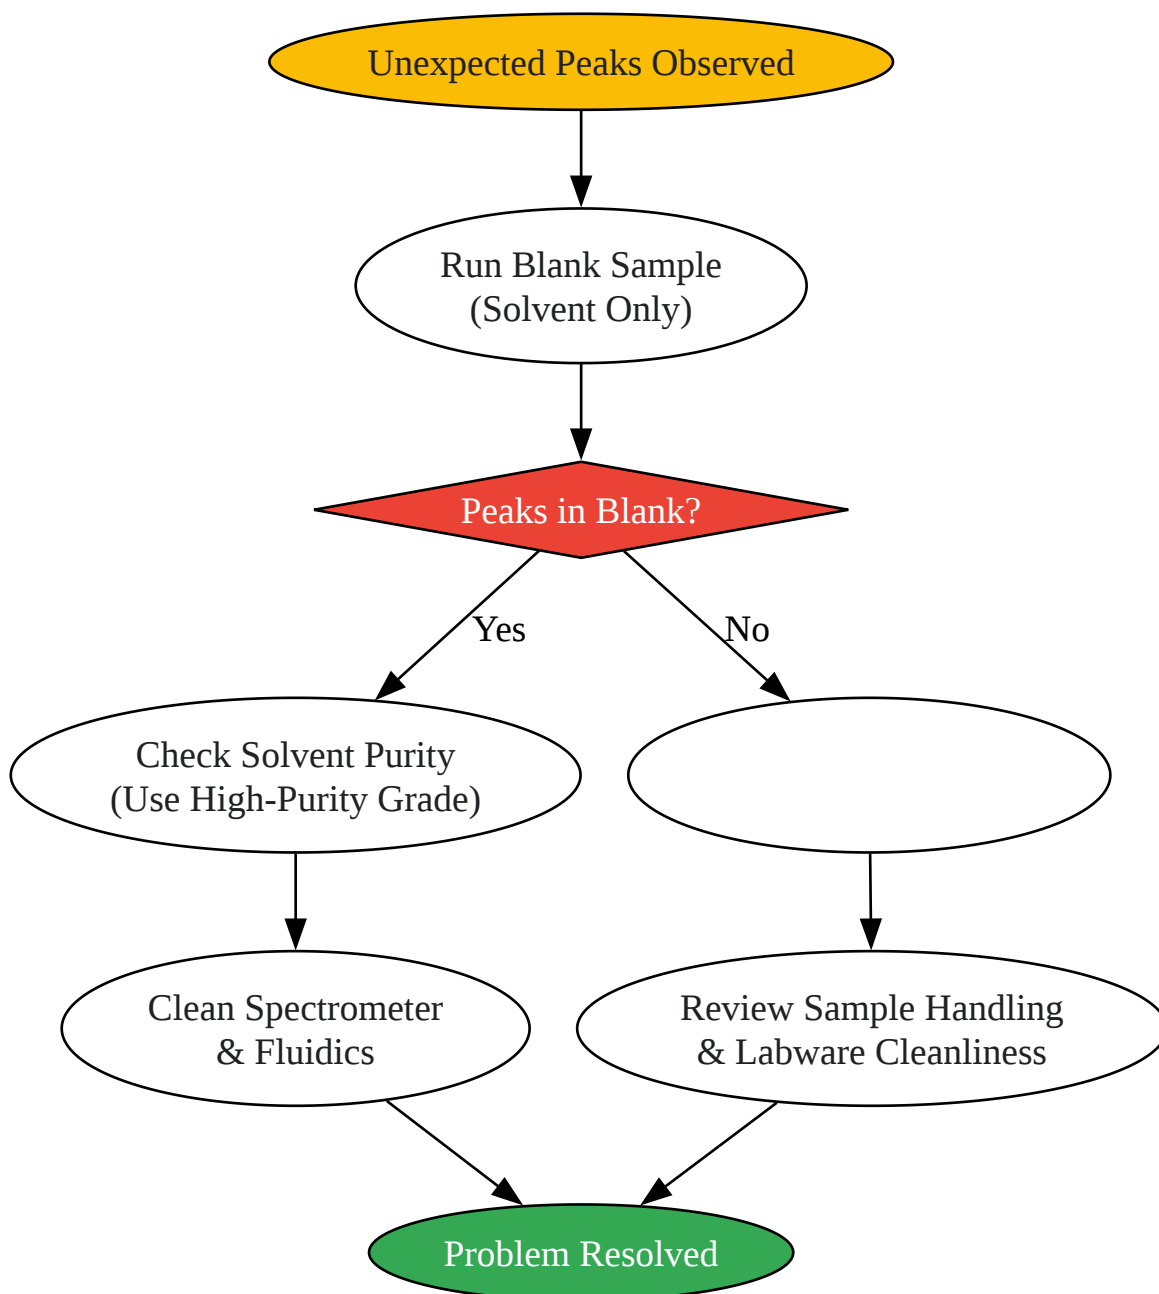 Unexpected Peaks Observed
Run Blank Sample
(Solvent Only)
Peaks in Blank?
Yes
No
Check Solvent Purity
(Use High-Purity Grade)
Clean Spectrometer
& Fluidics
Review Sample Handling
& Labware Cleanliness
Problem Resolved